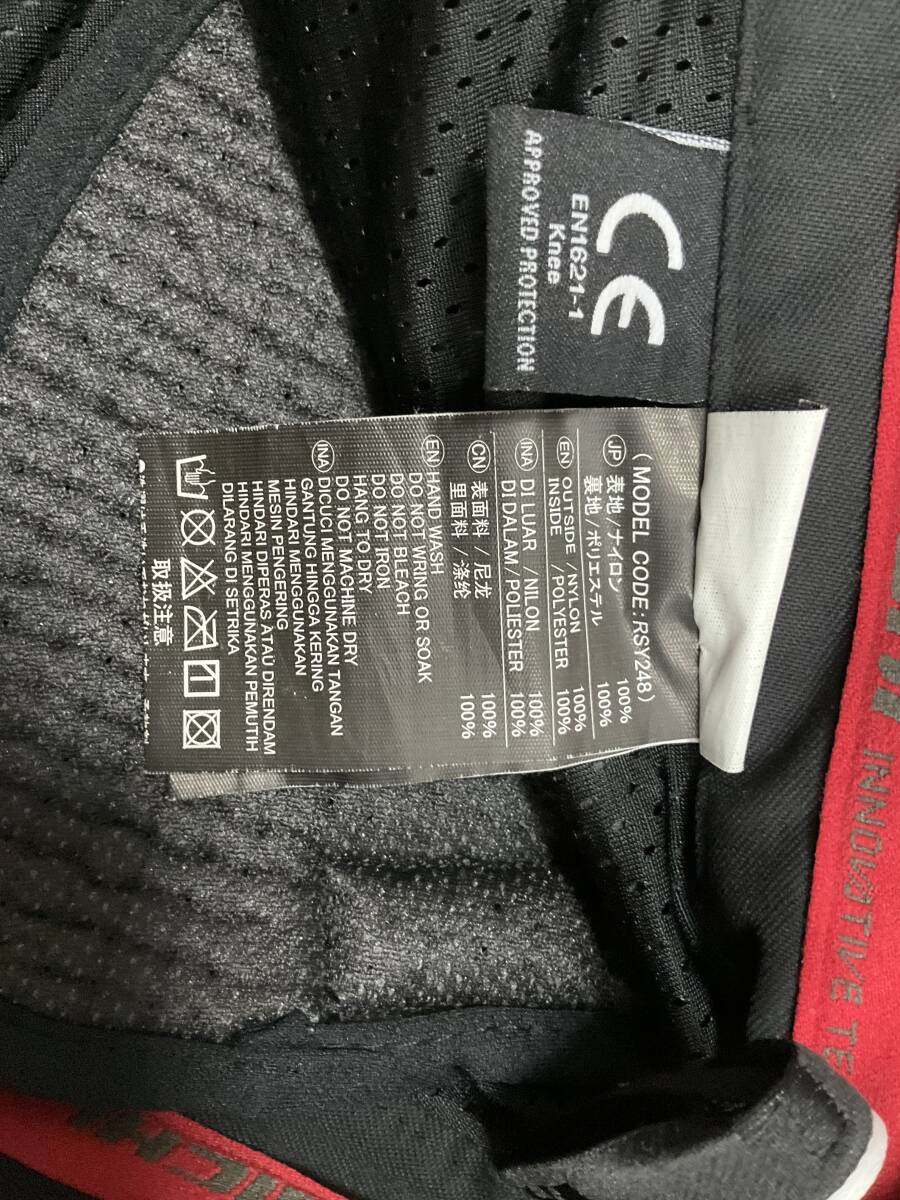 CE
EN1621-1
Knee
APPROVED PROTECTION
(MODEL CODE:RSY248)
JP 表地/ナイロン 100%
裏地/ポリエステル 100%
EN OUTSIDE /NYLON 100%
INSIDE /POLYESTER 100%
INA DI LUAR /NILON 100%
DI DALAM/POLIESTER 100%
CN 表面料 / 尼龙 100%
里面料 / 涤纶 100%
EN HAND WASH
DO NOT WRING OR SOAK
DO NOT BLEACH
DO NOT IRON
HANG TO DRY
DO NOT MACHINE DRY
INA DICUCI MENGGUNAKAN TANGAN
GANTUNG HINGGA KERING
HINDARI MENGGUNAKAN
MESIN PENGERING
HINDARI DIPERAS ATAU DIRENDAM
HINDARI MENGGUNAKAN PEMUTIH
DILARANG DI SETRIKA
取扱注意
INNOVATIVE TE